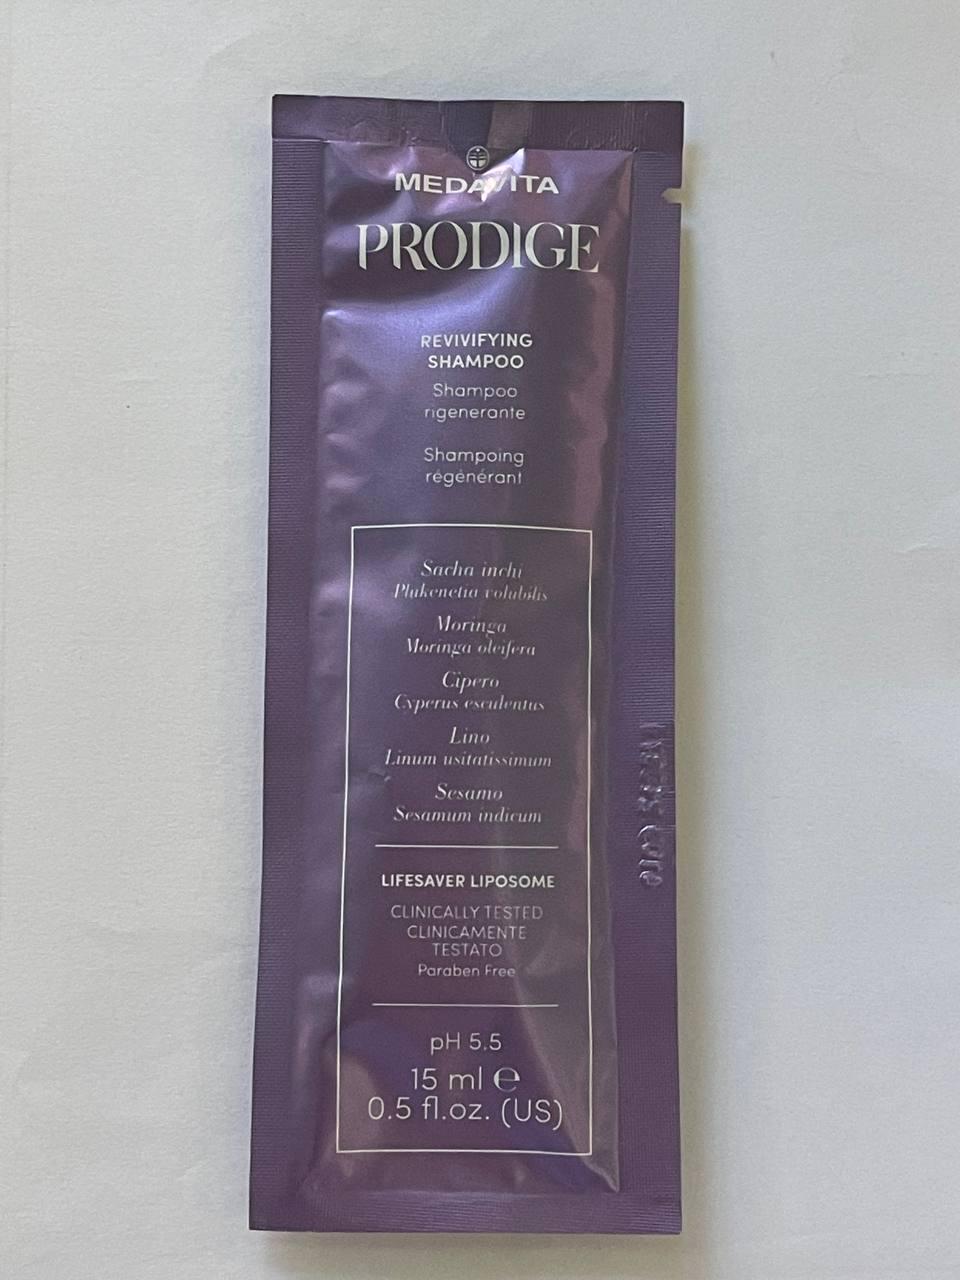 MEDAVITA
PRODIGE
REVIVIFYING
SHAMPOO
Shampoo
rigenerante
Shampoing
régénérant
Sacha inchi
Plukenetia volubilis
Moringa
Moringa oleifera
Cipero
Cyperus esculentus
Lino
Linum usitatissimum
Sesamo
Sesamum indicum
LIFESAVER LIPOSOME
CLINICALLY TESTED
CLINICAMENTE
TESTATO
Paraben Free
pH 5.5
15 ml ℮
0.5 fl.oz. (US)